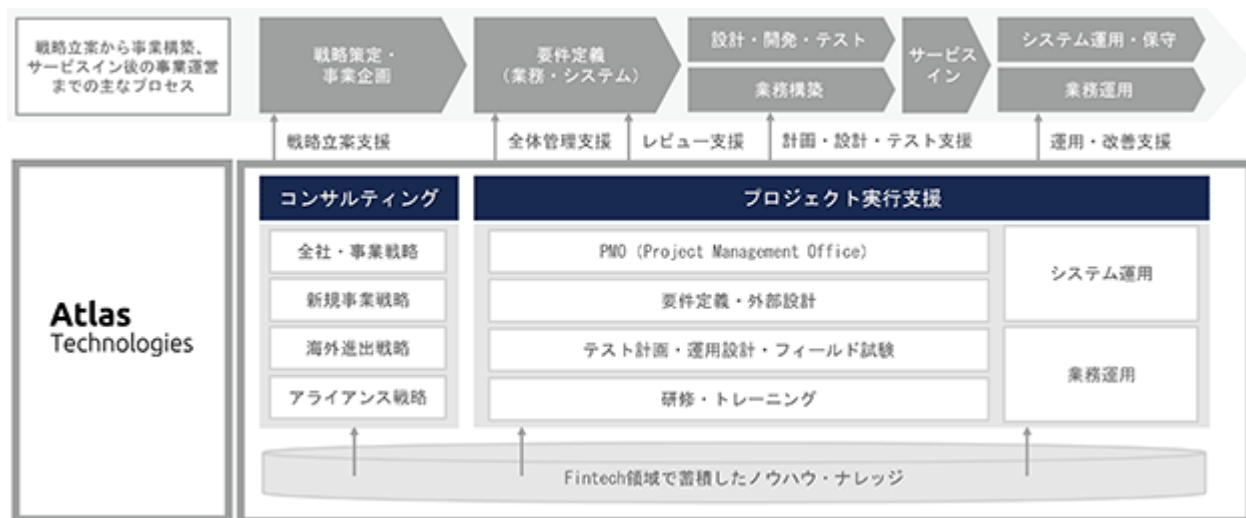 戦略立案から事業構築、
サービスイン後の事業運営
までの主なプロセス
戦略策定・
事業企画
要件定義
(業務・システム)
設計・開発・テスト
業務構築
サービス
イン
システム運用・保守
業務運用
戦略立案支援
全体管理支援
レビュー支援
計画・設計・テスト支援
運用・改善支援
Atlas
Technologies
コンサルティング
全社・事業戦略
新規事業戦略
海外進出戦略
アライアンス戦略
プロジェクト実行支援
PMO (Project Management Office)
要件定義・外部設計
テスト計画・運用設計・フィールド試験
研修・トレーニング
システム運用
業務運用
Fintech領域で蓄積したノウハウ・ナレッジ